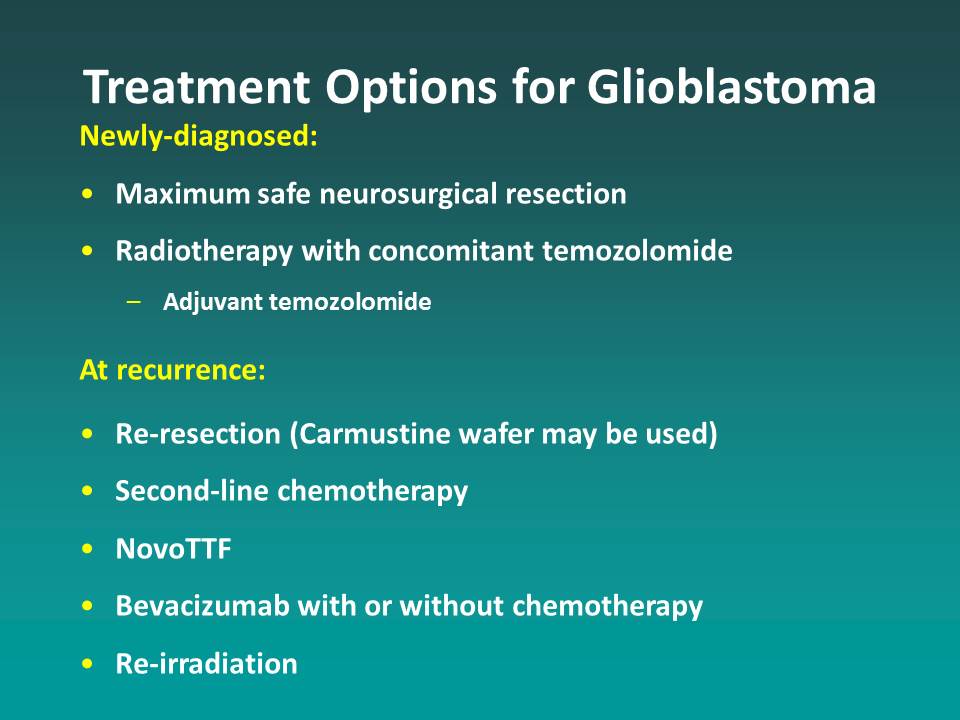 Treatment Options for Glioblastoma
Newly-diagnosed:
• Maximum safe neurosurgical resection
• Radiotherapy with concomitant temozolomide
– Adjuvant temozolomide
At recurrence:
• Re-resection (Carmustine wafer may be used)
• Second-line chemotherapy
• NovoTTF
• Bevacizumab with or without chemotherapy
• Re-irradiation